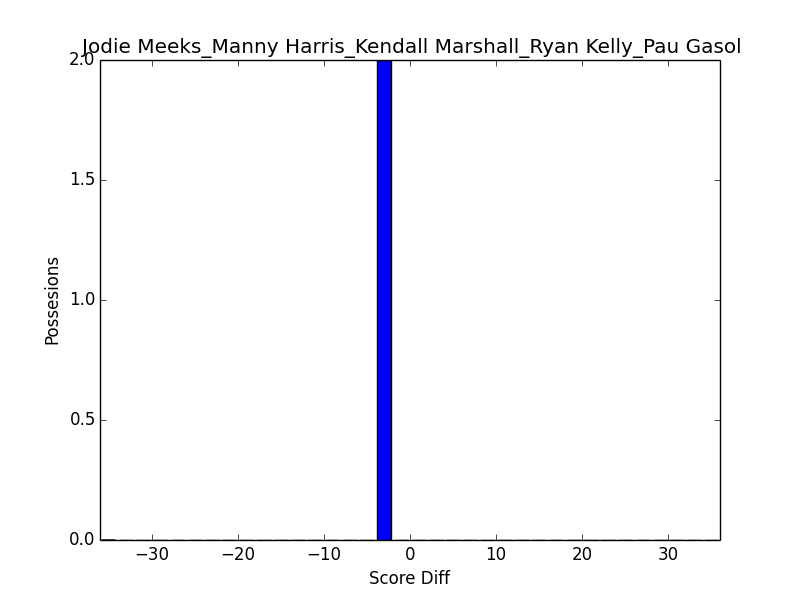 Jodie Meeks_Manny Harris_Kendall Marshall_Ryan Kelly_Pau Gasol
2.0
1.5
1.0
0.5
0.0
Possesions
−30 −20 −10 0 10 20 30
Score Diff